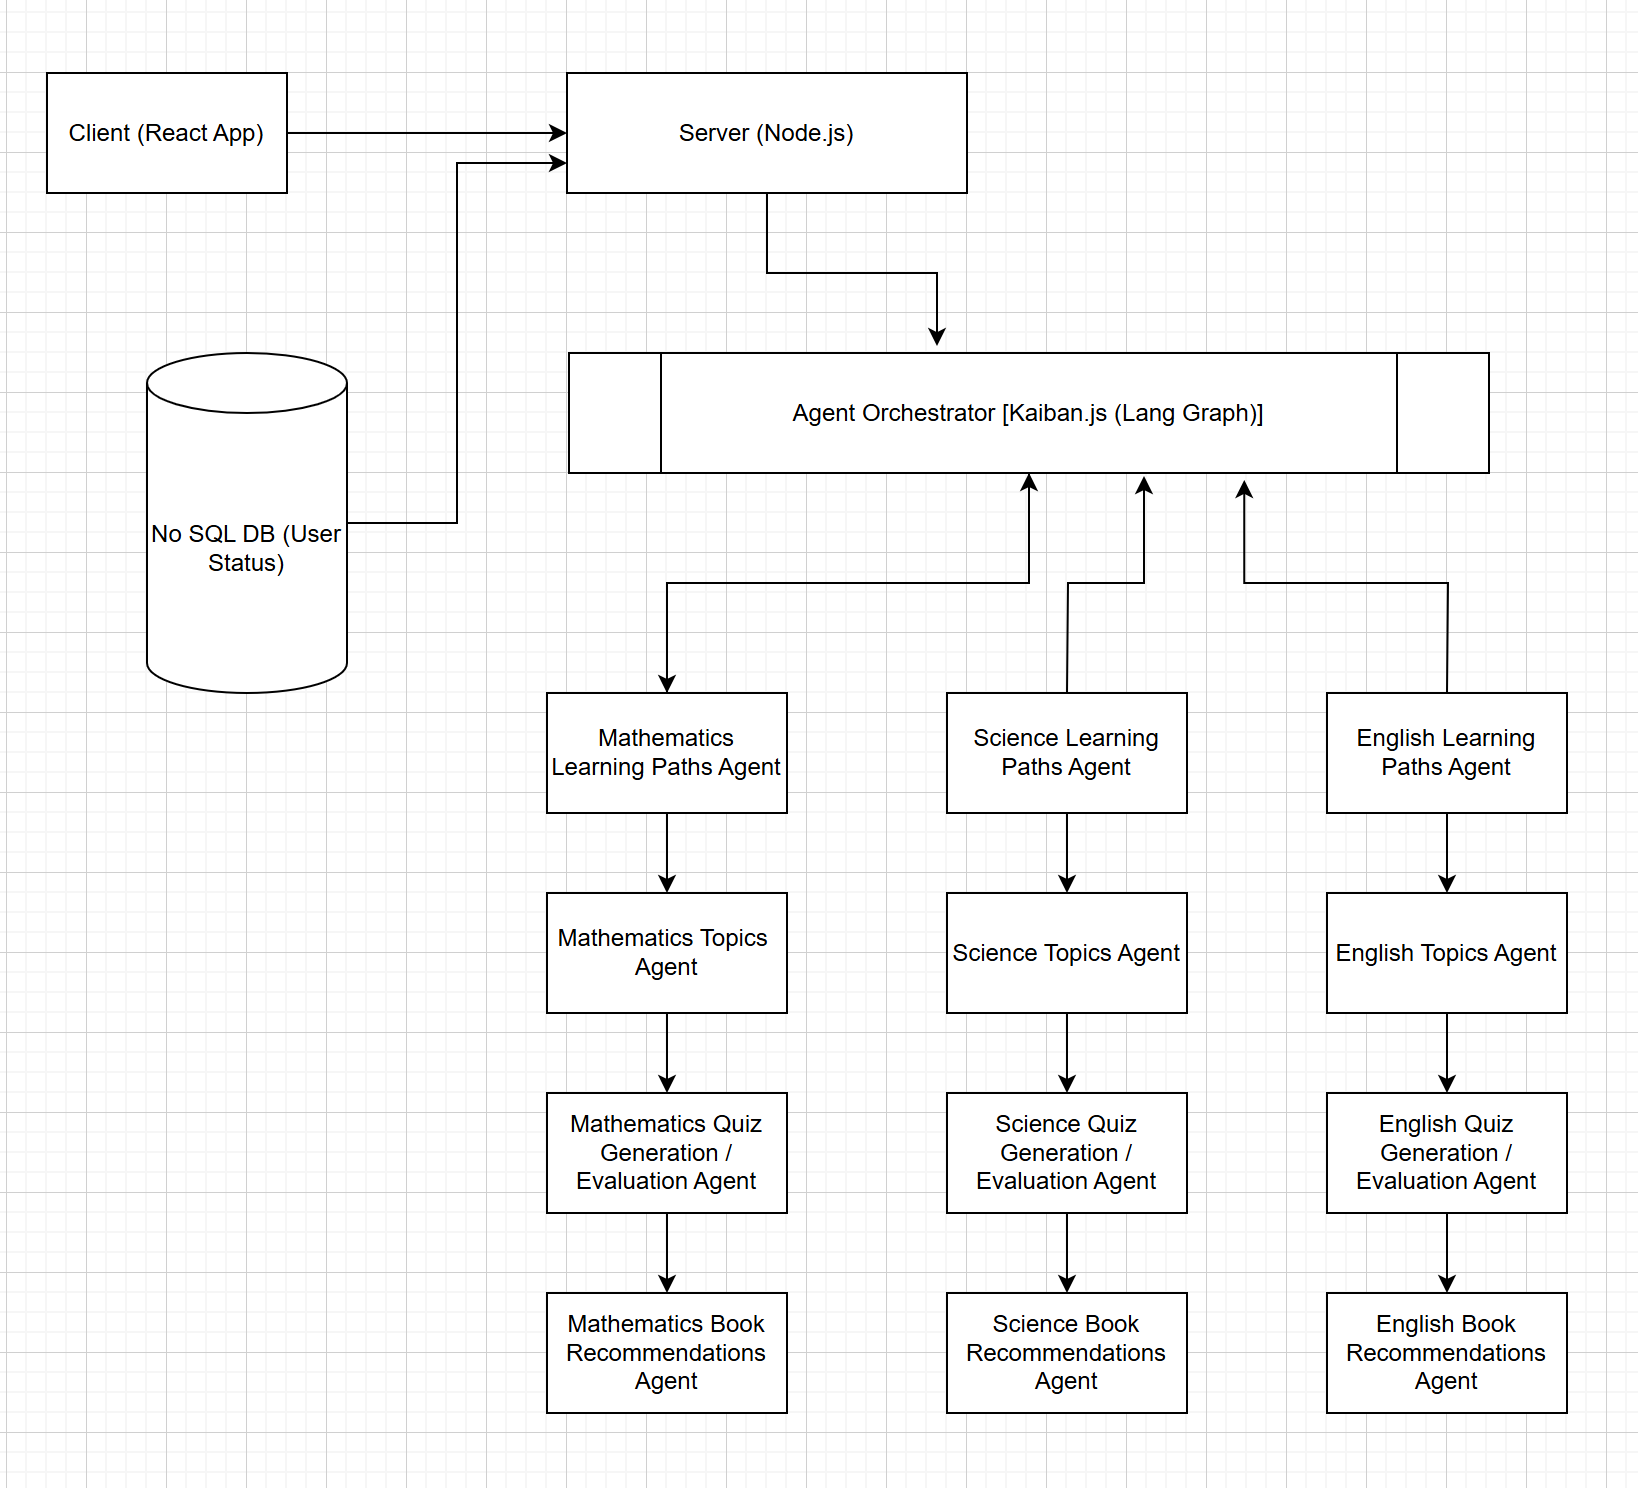 Client (React App)
Server (Node.js)
Agent Orchestrator [Kaiban.js (Lang Graph)]
No SQL DB (User
Status)
Mathematics
Learning Paths Agent
Science Learning
Paths Agent
English Learning
Paths Agent
Mathematics Topics
Agent
Science Topics Agent
English Topics Agent
Mathematics Quiz
Generation /
Evaluation Agent
Science Quiz
Generation /
Evaluation Agent
English Quiz
Generation /
Evaluation Agent
Mathematics Book
Recommendations
Agent
Science Book
Recommendations
Agent
English Book
Recommendations
Agent